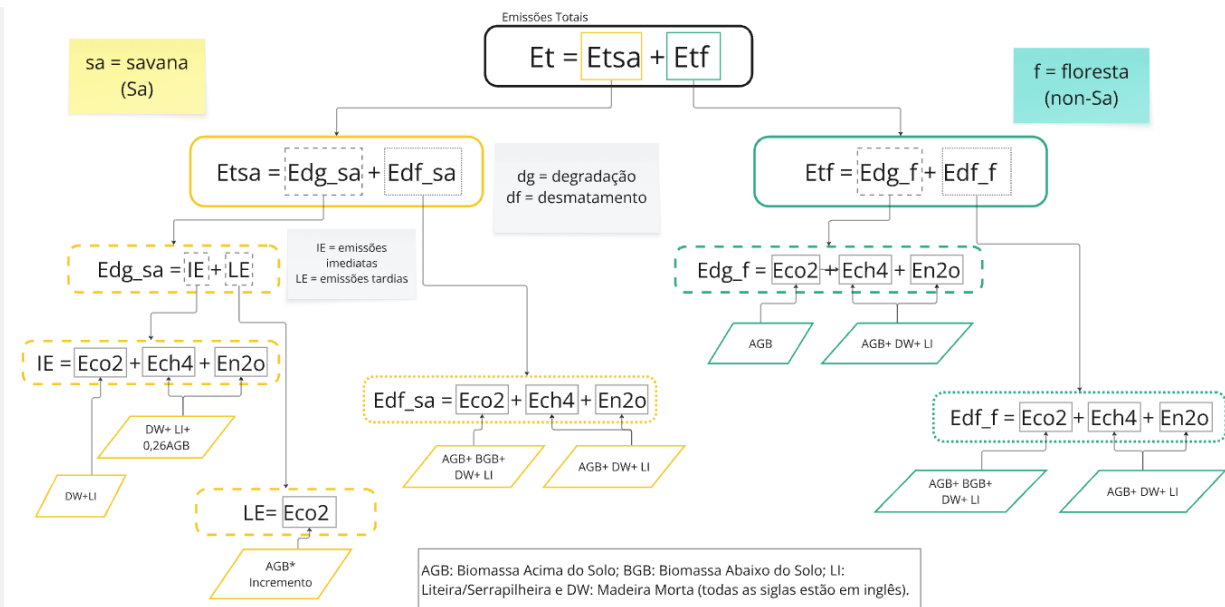 Emissões Totais
Et = Etsa + Etf
sa = savana
(Sa)
f = floresta
(non-Sa)
Etsa = Edg_sa + Edf_sa
dg = degradação
df = desmatamento
Etf = Edg_f + Edf_f
Edg_sa = IE + LE
IE = emissões
imediatas
LE = emissões tardias
Edg_f = Eco2 + Ech4 + En2o
AGB
AGB+ DW+ LI
IE = Eco2 + Ech4 + En2o
DW+ LI+
0,26AGB
DW+LI
Edf_sa = Eco2 + Ech4 + En2o
AGB+ BGB+
DW+ LI
AGB+ DW+ LI
Edf_f = Eco2 + Ech4 + En2o
AGB+ BGB+
DW+ LI
AGB+ DW+ LI
LE= Eco2
AGB*
Incremento
AGB: Biomassa Acima do Solo; BGB: Biomassa Abaixo do Solo; LI:
Liteira/Serrapilheira e DW: Madeira Morta (todas as siglas estão em inglês).